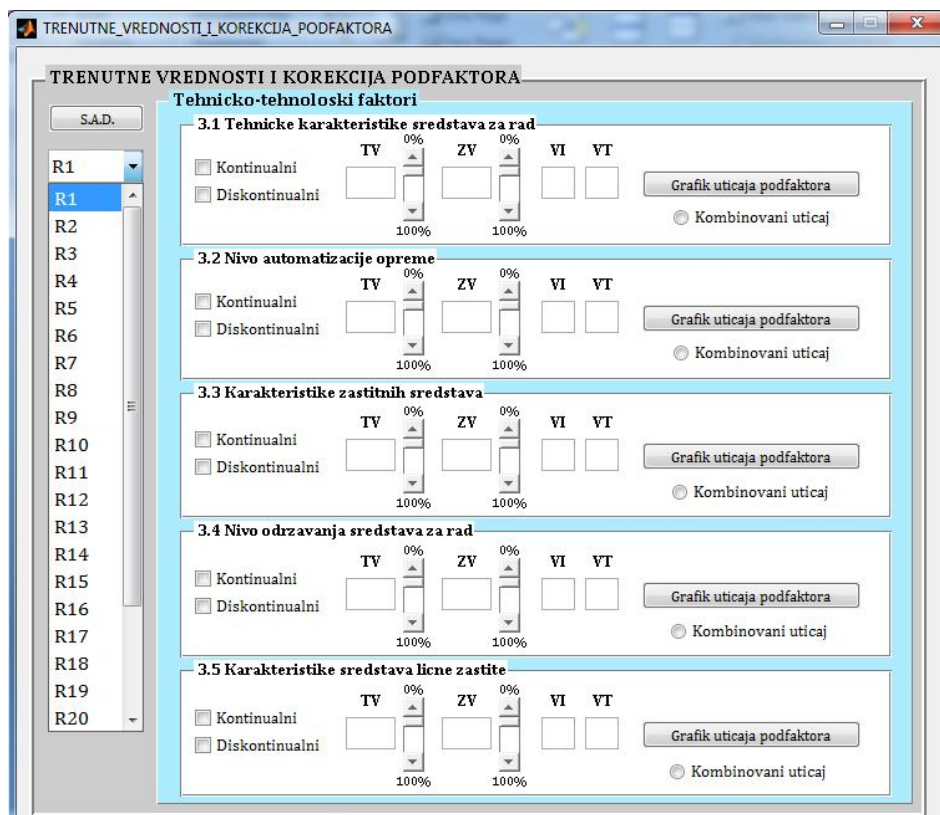 TRENUTNE_VREDNOSTI_I_KOREKCIJA_PODFAKTORA
TRENUTNE VREDNOSTI I KOREKCIJA PODFAKTORA
S.A.D.
R1
R1
R2
R3
R4
R5
R6
R7
R8
R9
R10
R11
R12
R13
R14
R15
R16
R17
R18
R19
R20
Tehnicko-tehnoloski faktori
3.1 Tehnicke karakteristike sredstava za rad
TV 0% ZV 0% VI VT
Kontinualni
Diskontinualni
100% 100%
Grafik uticaja podfaktora
Kombinovani uticaj
3.2 Nivo automatizacije opreme
TV 0% ZV 0% VI VT
Kontinualni
Diskontinualni
100% 100%
Grafik uticaja podfaktora
Kombinovani uticaj
3.3 Karakteristike zastitnih sredstava
TV 0% ZV 0% VI VT
Kontinualni
Diskontinualni
100% 100%
Grafik uticaja podfaktora
Kombinovani uticaj
3.4 Nivo odrzavanja sredstava za rad
TV 0% ZV 0% VI VT
Kontinualni
Diskontinualni
100% 100%
Grafik uticaja podfaktora
Kombinovani uticaj
3.5 Karakteristike sredstava licne zastite
TV 0% ZV 0% VI VT
Kontinualni
Diskontinualni
100% 100%
Grafik uticaja podfaktora
Kombinovani uticaj